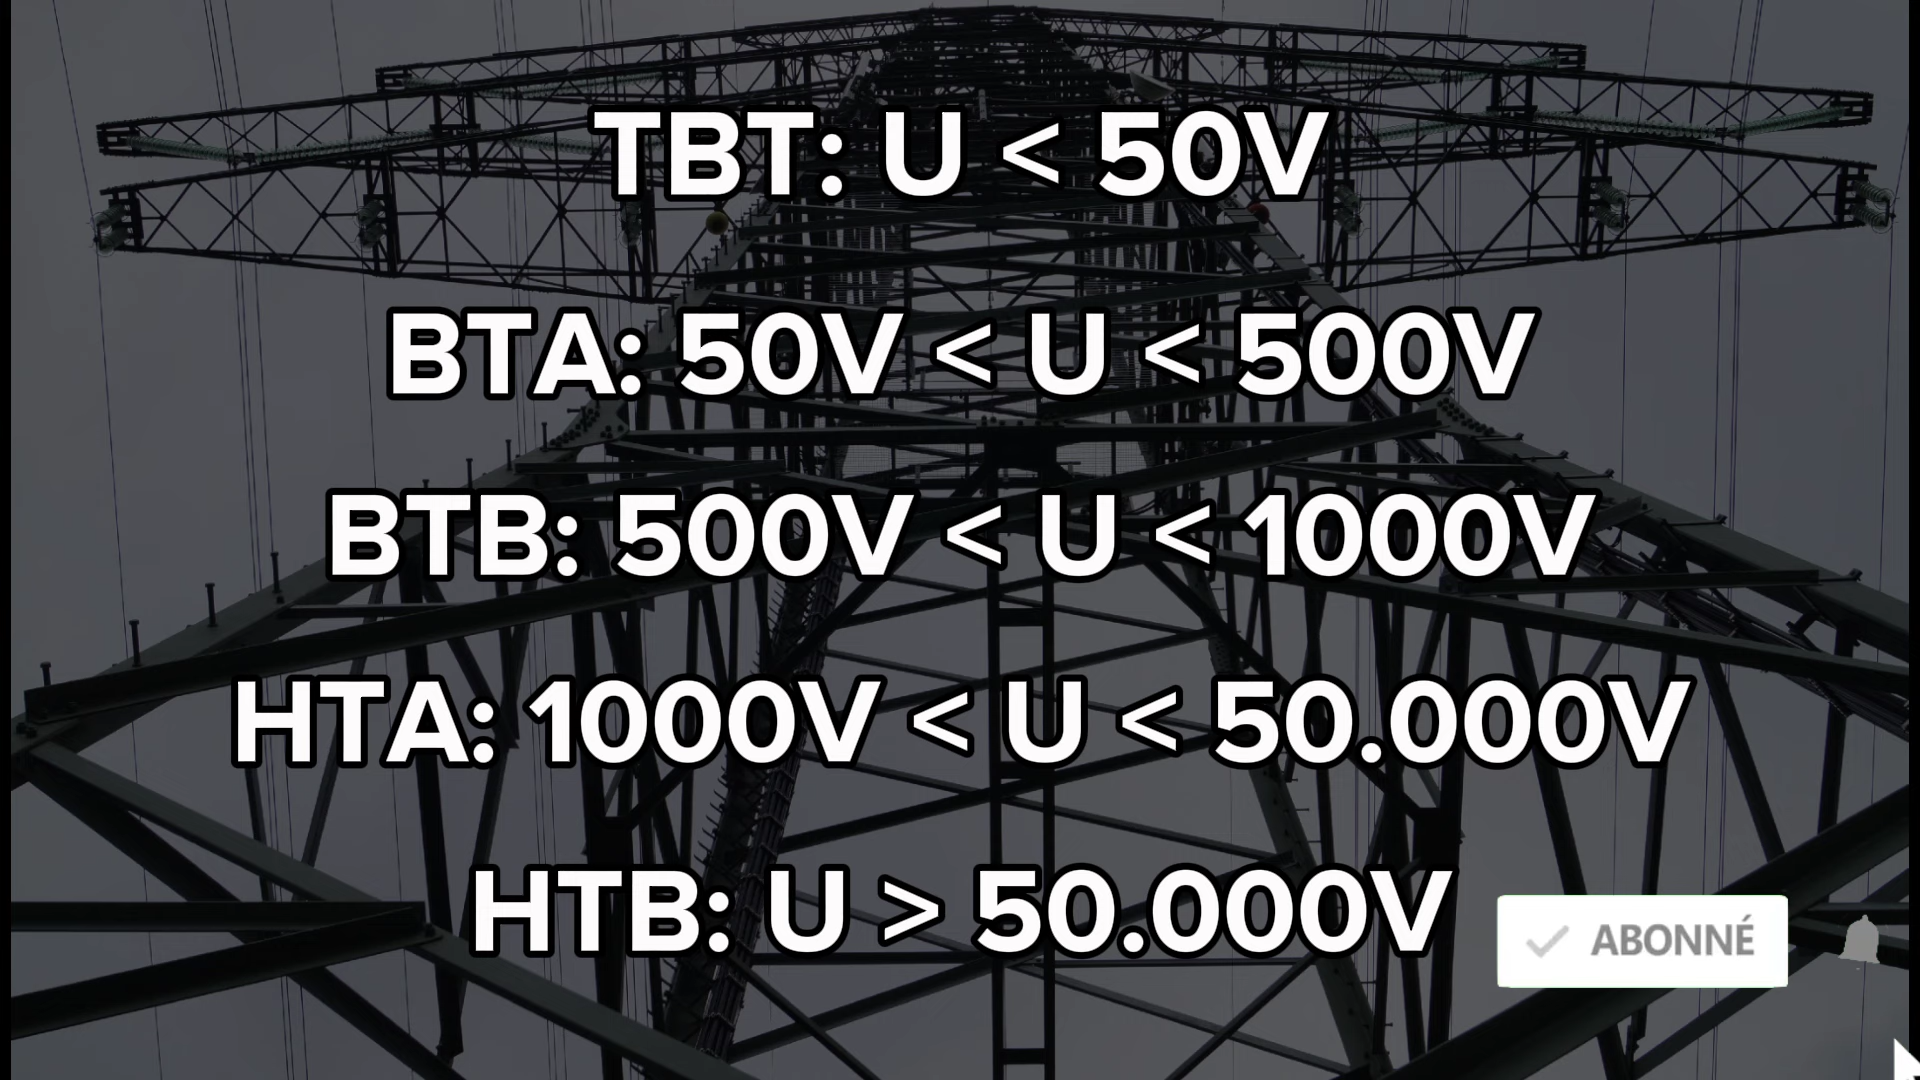 TBT: U < 50V
BTA: 50V < U < 500V
BTB: 500V < U < 1000V
HTA: 1000V < U < 50.000V
HTB: U > 50.000V
ABONNÉ